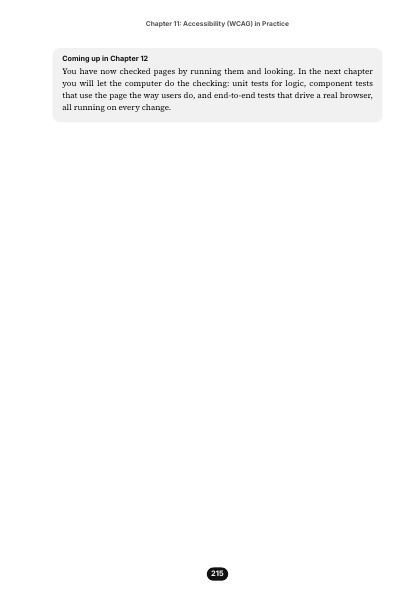 Chapter 11: Accessibility (WCAG) in Practice
Coming up in Chapter 12
You have now checked pages by running them and looking. In the next chapter
you will let the computer do the checking: unit tests for logic, component tests
that use the page the way users do, and end-to-end tests that drive a real browser,
all running on every change.
215